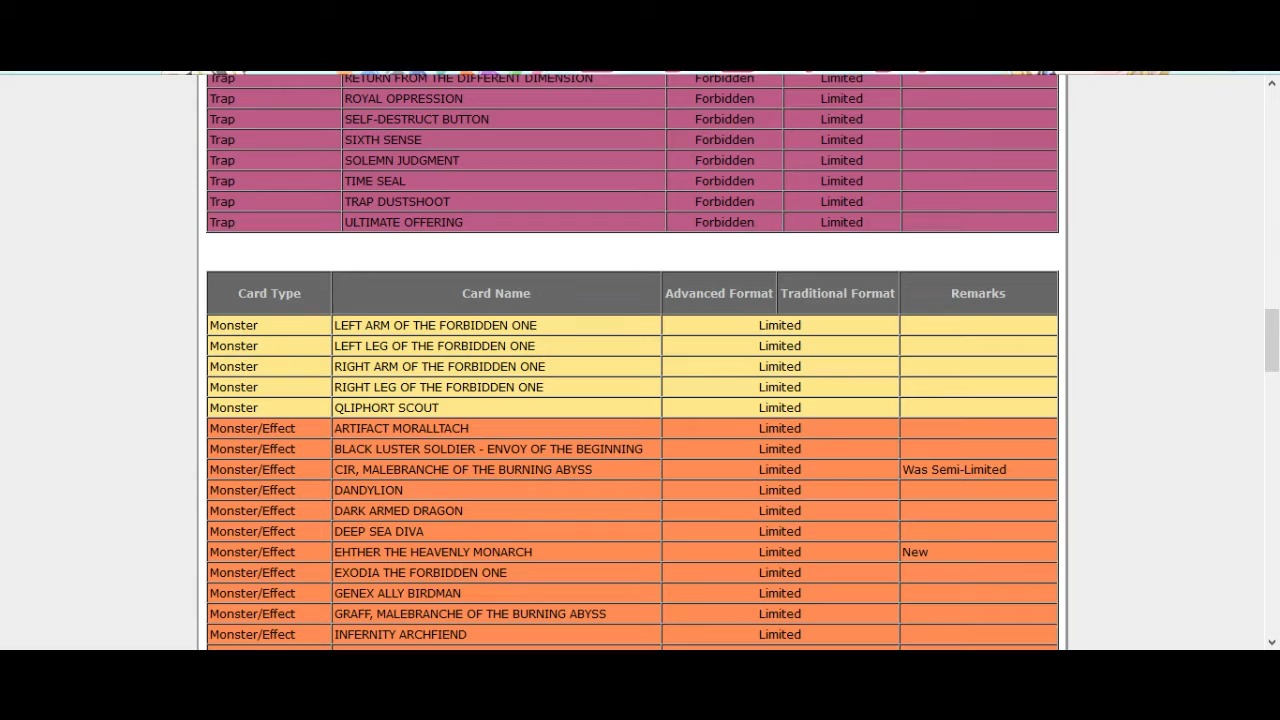 Trap RETURN FROM THE DIFFERENT DIMENSION Forbidden Limited
Trap ROYAL OPPRESSION Forbidden Limited
Trap SELF-DESTRUCT BUTTON Forbidden Limited
Trap SIXTH SENSE Forbidden Limited
Trap SOLEMN JUDGMENT Forbidden Limited
Trap TIME SEAL Forbidden Limited
Trap TRAP DUSTSHOOT Forbidden Limited
Trap ULTIMATE OFFERING Forbidden Limited
Card Type Card Name Advanced Format Traditional Format Remarks
Monster LEFT ARM OF THE FORBIDDEN ONE Limited
Monster LEFT LEG OF THE FORBIDDEN ONE Limited
Monster RIGHT ARM OF THE FORBIDDEN ONE Limited
Monster RIGHT LEG OF THE FORBIDDEN ONE Limited
Monster QLIPHORT SCOUT Limited
Monster/Effect ARTIFACT MORALLTACH Limited
Monster/Effect BLACK LUSTER SOLDIER - ENVOY OF THE BEGINNING Limited
Monster/Effect CIR, MALEBRANCHE OF THE BURNING ABYSS Limited Was Semi-Limited
Monster/Effect DANDYLION Limited
Monster/Effect DARK ARMED DRAGON Limited
Monster/Effect DEEP SEA DIVA Limited
Monster/Effect EHTHER THE HEAVENLY MONARCH Limited New
Monster/Effect EXODIA THE FORBIDDEN ONE Limited
Monster/Effect GENEX ALLY BIRDMAN Limited
Monster/Effect GRAFF, MALEBRANCHE OF THE BURNING ABYSS Limited
Monster/Effect INFERNITY ARCHFIEND Limited